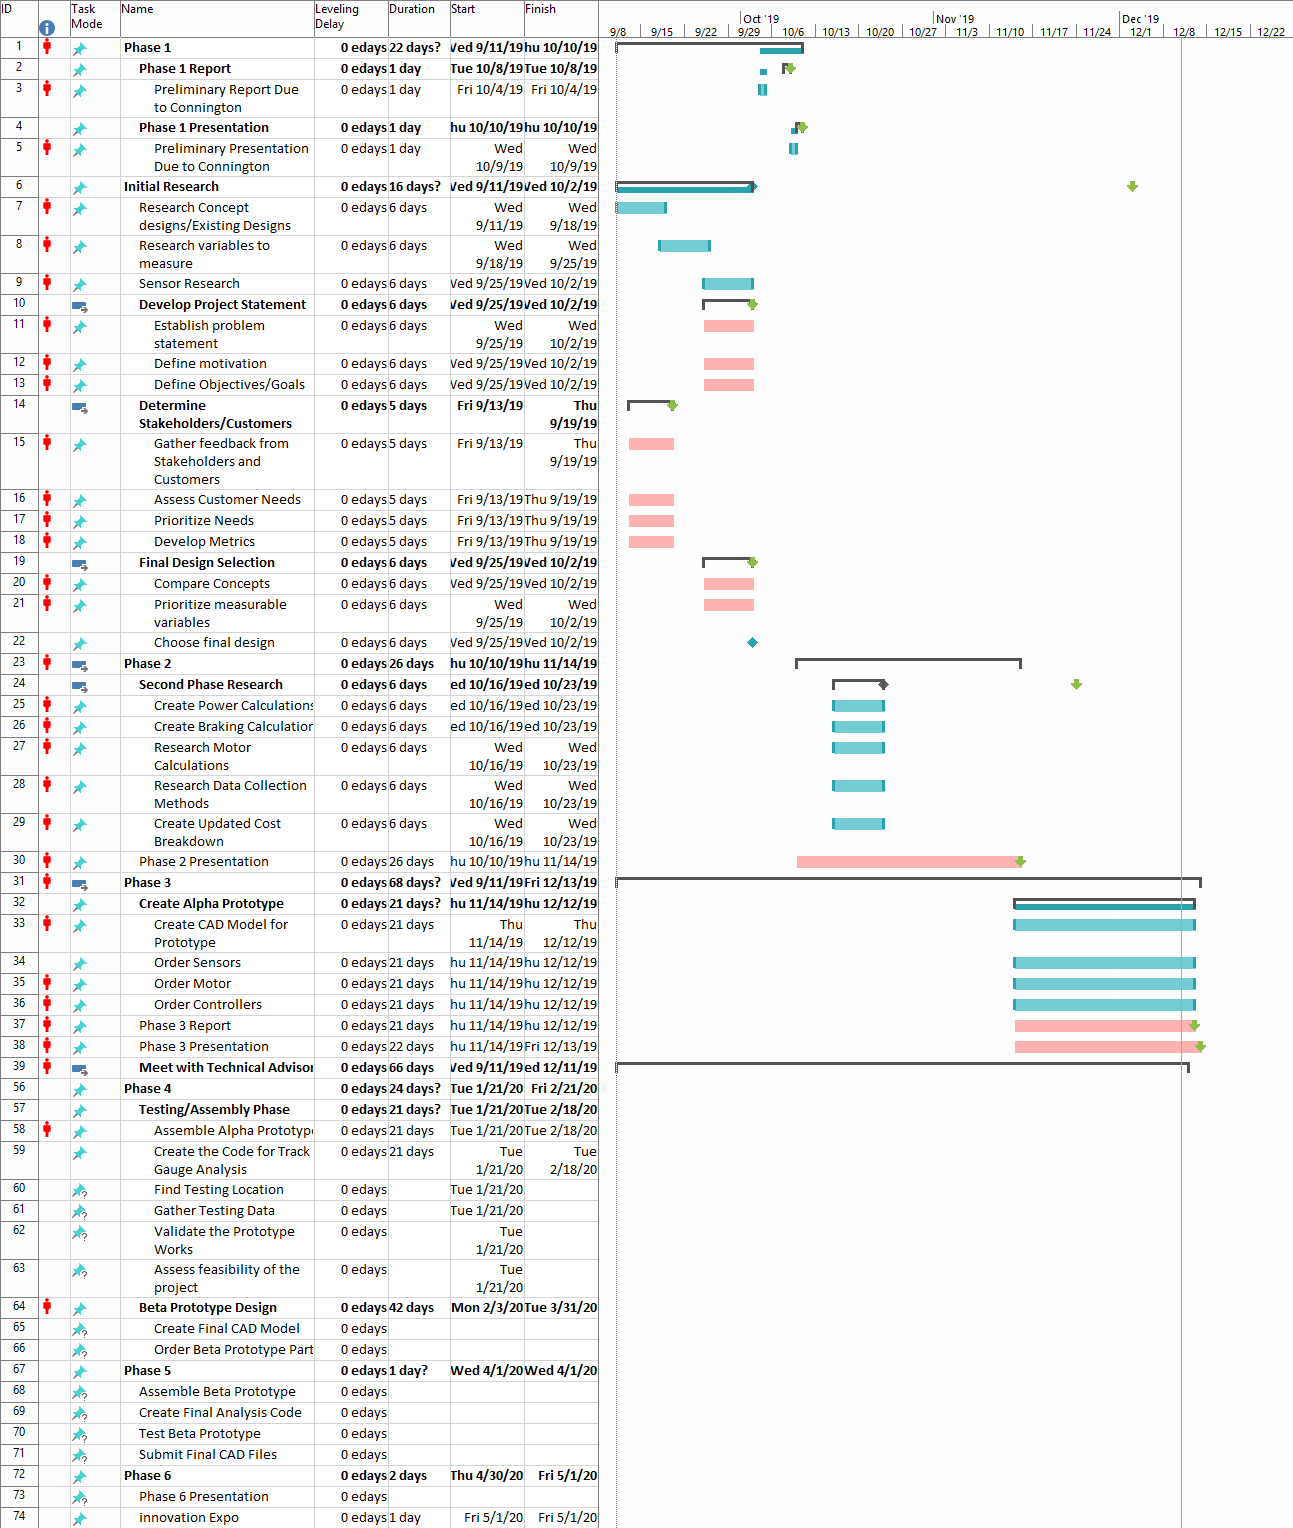 ID Task Mode Name Leveling Delay Duration Start Finish
Oct '19 Nov '19 Dec '19
9/8 9/15 9/22 9/29 10/6 10/13 10/20 10/27 11/3 11/10 11/17 11/24 12/1 12/8 12/15 12/22
1 Phase 1 0 edays 22 days? Ved 9/11/19 hu 10/10/19
2 Phase 1 Report 0 edays 1 day Tue 10/8/19 Tue 10/8/19
3 Preliminary Report Due to Connington 0 edays 1 day Fri 10/4/19 Fri 10/4/19
4 Phase 1 Presentation 0 edays 1 day hu 10/10/19 hu 10/10/19
5 Preliminary Presentation Due to Connington 0 edays 1 day Wed 10/9/19 Wed 10/9/19
6 Initial Research 0 edays 16 days? Ved 9/11/19 Ved 10/2/19
7 Research Concept designs/Existing Designs 0 edays 6 days Wed 9/11/19 Wed 9/18/19
8 Research variables to measure 0 edays 6 days Wed 9/18/19 Wed 9/25/19
9 Sensor Research 0 edays 6 days Ved 9/25/19 Ved 10/2/19
10 Develop Project Statement 0 edays 6 days Ved 9/25/19 Ved 10/2/19
11 Establish problem statement 0 edays 6 days Wed 9/25/19 Wed 10/2/19
12 Define motivation 0 edays 6 days Ved 9/25/19 Ved 10/2/19
13 Define Objectives/Goals 0 edays 6 days Ved 9/25/19 Ved 10/2/19
14 Determine Stakeholders/Customers 0 edays 5 days Fri 9/13/19 Thu 9/19/19
15 Gather feedback from Stakeholders and Customers 0 edays 5 days Fri 9/13/19 Thu 9/19/19
16 Assess Customer Needs 0 edays 5 days Fri 9/13/19 Thu 9/19/19
17 Prioritize Needs 0 edays 5 days Fri 9/13/19 Thu 9/19/19
18 Develop Metrics 0 edays 5 days Fri 9/13/19 Thu 9/19/19
19 Final Design Selection 0 edays 6 days Ved 9/25/19 Ved 10/2/19
20 Compare Concepts 0 edays 6 days Ved 9/25/19 Ved 10/2/19
21 Prioritize measurable variables 0 edays 6 days Wed 9/25/19 Wed 10/2/19
22 Choose final design 0 edays 6 days Ved 9/25/19 Ved 10/2/19
23 Phase 2 0 edays 26 days hu 10/10/19 hu 11/14/19
24 Second Phase Research 0 edays 6 days ed 10/16/19 ed 10/23/19
25 Create Power Calculations 0 edays 6 days ed 10/16/19 ed 10/23/19
26 Create Braking Calculation 0 edays 6 days ed 10/16/19 ed 10/23/19
27 Research Motor Calculations 0 edays 6 days Wed 10/16/19 Wed 10/23/19
28 Research Data Collection Methods 0 edays 6 days Wed 10/16/19 Wed 10/23/19
29 Create Updated Cost Breakdown 0 edays 6 days Wed 10/16/19 Wed 10/23/19
30 Phase 2 Presentation 0 edays 26 days hu 10/10/19 hu 11/14/19
31 Phase 3 0 edays 68 days? Ved 9/11/19 Fri 12/13/19
32 Create Alpha Prototype 0 edays 21 days? hu 11/14/19 hu 12/12/19
33 Create CAD Model for Prototype 0 edays 21 days Thu 11/14/19 Thu 12/12/19
34 Order Sensors 0 edays 21 days hu 11/14/19 hu 12/12/19
35 Order Motor 0 edays 21 days hu 11/14/19 hu 12/12/19
36 Order Controllers 0 edays 21 days hu 11/14/19 hu 12/12/19
37 Phase 3 Report 0 edays 21 days hu 11/14/19 hu 12/12/19
38 Phase 3 Presentation 0 edays 22 days hu 11/14/19 Fri 12/13/19
39 Meet with Technical Advisor 0 edays 66 days Ved 9/11/19 ed 12/11/19
56 Phase 4 0 edays 24 days? Tue 1/21/20 Fri 2/21/20
57 Testing/Assembly Phase 0 edays 21 days? Tue 1/21/20 Tue 2/18/20
58 Assemble Alpha Prototype 0 edays 21 days Tue 1/21/20 Tue 2/18/20
59 Create the Code for Track Gauge Analysis 0 edays 21 days Tue 1/21/20 Tue 2/18/20
60 Find Testing Location 0 edays Tue 1/21/20
61 Gather Testing Data 0 edays Tue 1/21/20
62 Validate the Prototype Works 0 edays Tue 1/21/20
63 Assess feasibility of the project 0 edays Tue 1/21/20
64 Beta Prototype Design 0 edays 42 days Mon 2/3/20 Tue 3/31/20
65 Create Final CAD Model 0 edays
66 Order Beta Prototype Part 0 edays
67 Phase 5 0 edays 1 day? Wed 4/1/20 Wed 4/1/20
68 Assemble Beta Prototype 0 edays
69 Create Final Analysis Code 0 edays
70 Test Beta Prototype 0 edays
71 Submit Final CAD Files 0 edays
72 Phase 6 0 edays 2 days Thu 4/30/20 Fri 5/1/20
73 Phase 6 Presentation 0 edays
74 innovation Expo 0 edays 1 day Fri 5/1/20 Fri 5/1/20